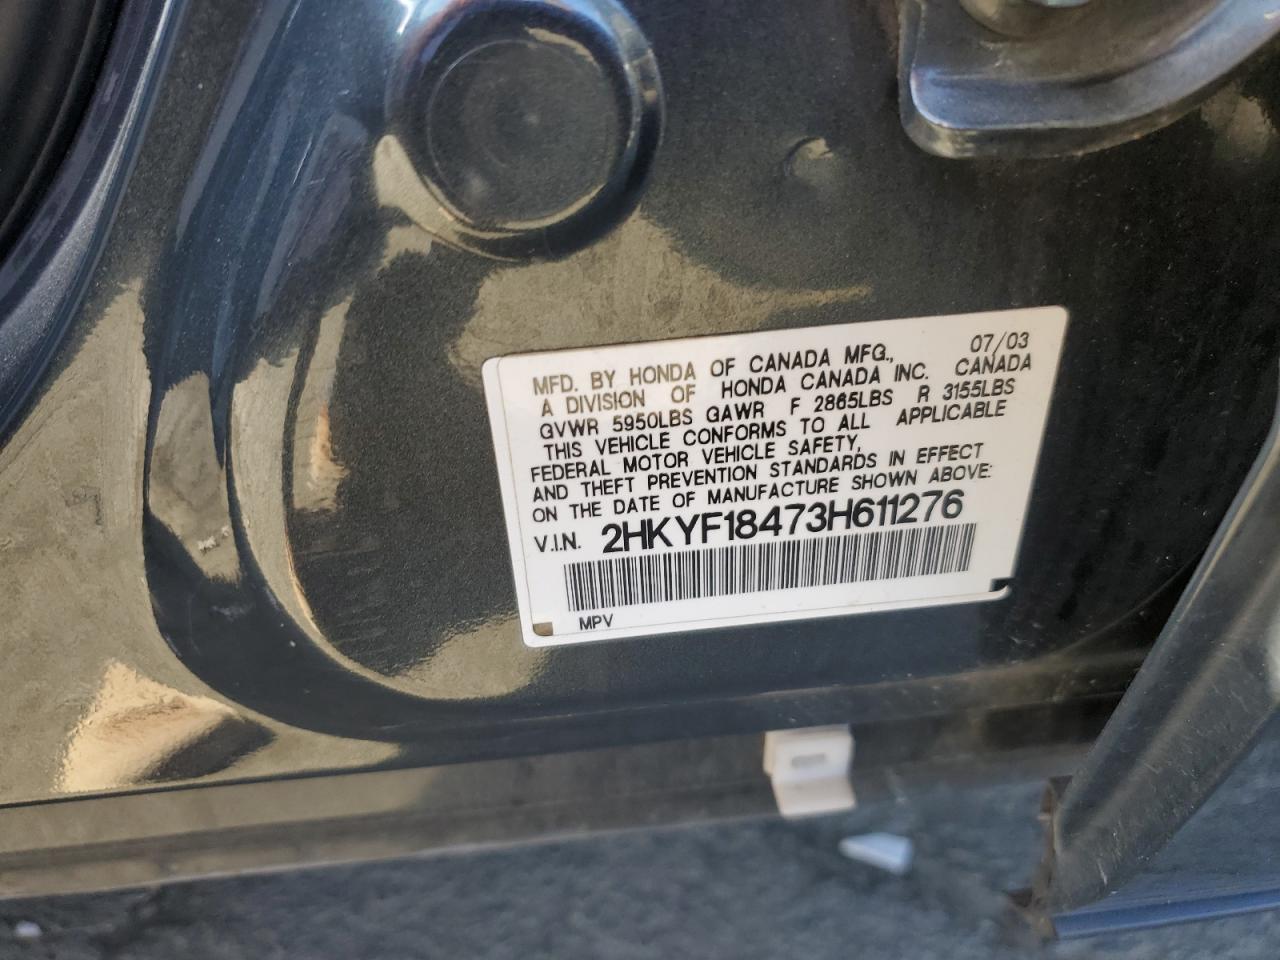 07/03
MFD. BY HONDA OF CANADA MFG.,
A DIVISION OF HONDA CANADA INC. CANADA
GVWR 5950LBS GAWR F 2865LBS R 3155LBS
THIS VEHICLE CONFORMS TO ALL APPLICABLE
FEDERAL MOTOR VEHICLE SAFETY,
AND THEFT PREVENTION STANDARDS IN EFFECT
ON THE DATE OF MANUFACTURE SHOWN ABOVE:
V.I.N. 2HKYF18473H611276
MPV